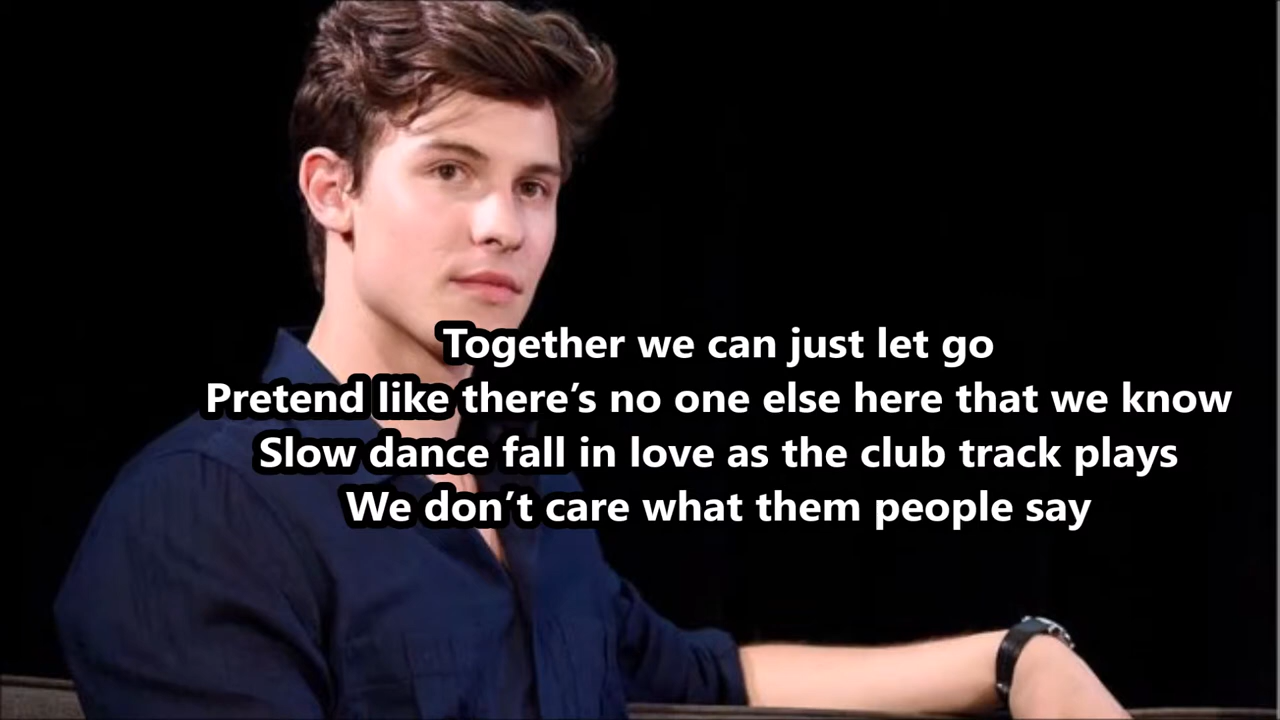 Together we can just let go
Pretend like there’s no one else here that we know
Slow dance fall in love as the club track plays
We don’t care what them people say